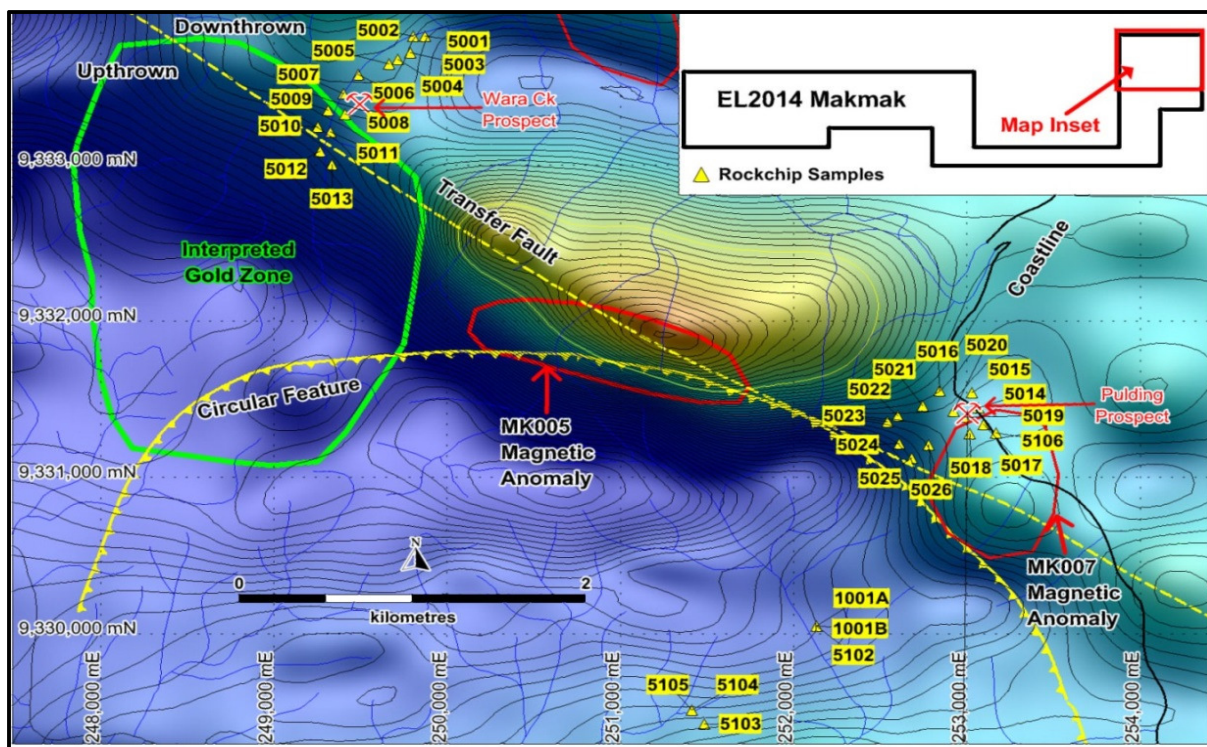 Downthrown
Upthrown
5002
5001
5005
5003
5007
5004
5006
5009
5008
5010
5011
5012
5013
Wara Ck
Prospect
EL2014 Makmak
Map Inset
Rockchip Samples
9,333,000 mN
Interpreted
Gold Zone
Transfer Fault
Coastline
9,332,000 mN
Circular Feature
MK005
Magnetic
Anomaly
5016
5020
5021
5015
5022
5014
5023
5019
5024
5106
5025
5026
5018
5017
Pulding
Prospect
9,331,000 mN
MK007
Magnetic
Anomaly
N
0
2
kilometres
1001A
1001B
5102
9,330,000 mN
5105
5104
5103
248,000 mE
249,000 mE
250,000 mE
251,000 mE
252,000 mE
253,000 mE
254,000 mE